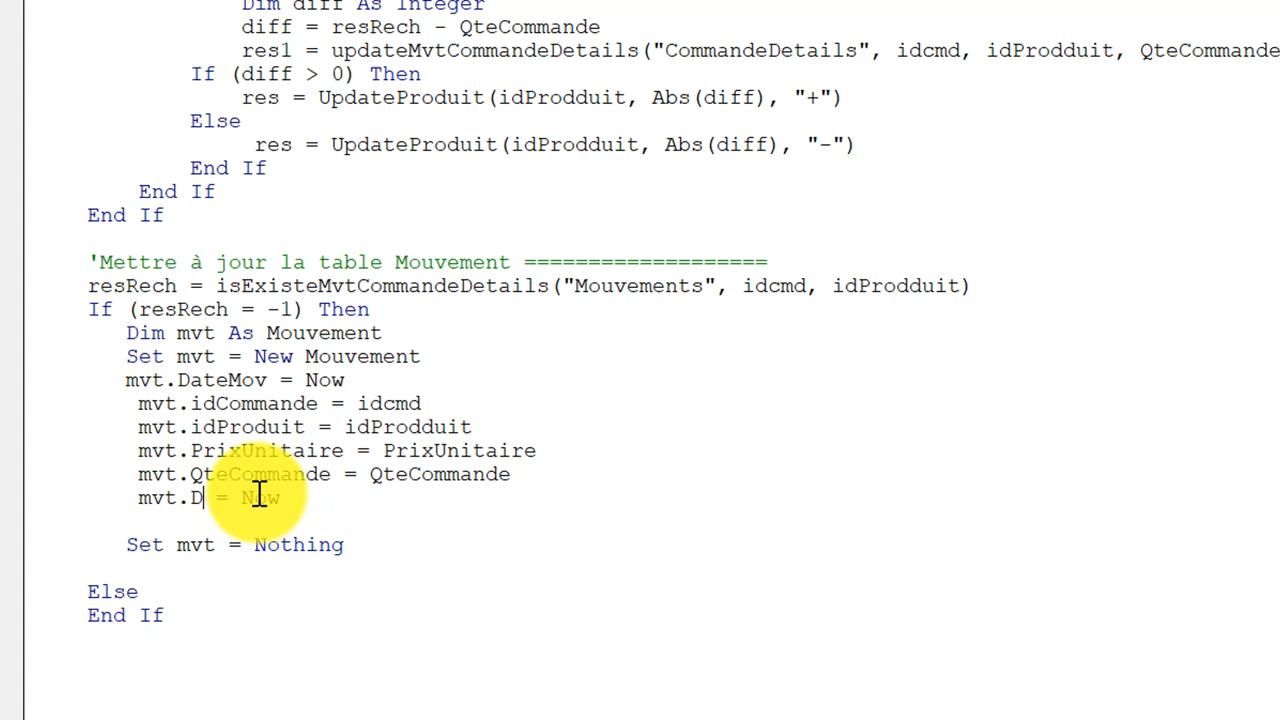 Dim diff As Integer
diff = resRech - QteCommande
res1 = updateMvtCommandeDetails("CommandeDetails", idcmd, idProdduit, QteCommande
If (diff > 0) Then
res = UpdateProduit(idProdduit, Abs(diff), "+")
Else
res = UpdateProduit(idProdduit, Abs(diff), "-")
End If
End If
End If
'Mettre à jour la table Mouvement ===================
resRech = isExisteMvtCommandeDetails("Mouvements", idcmd, idProdduit)
If (resRech = -1) Then
Dim mvt As Mouvement
Set mvt = New Mouvement
mvt.DateMov = Now
mvt.idCommande = idcmd
mvt.idProduit = idProdduit
mvt.PrixUnitaire = PrixUnitaire
mvt.QteCommande = QteCommande
mvt.D = Now
Set mvt = Nothing
Else
End If